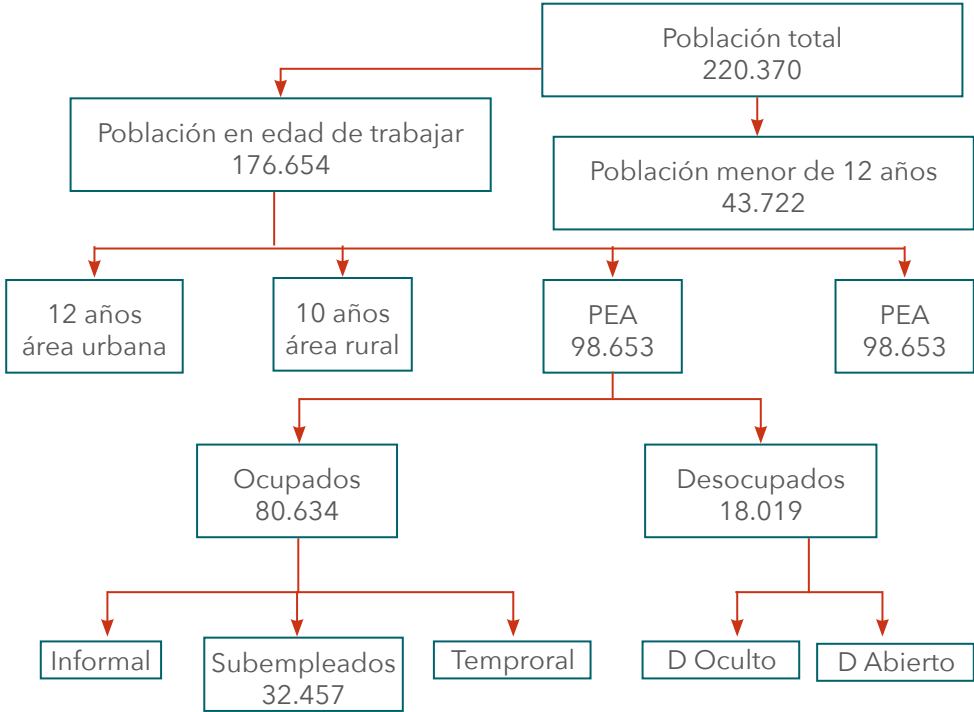 Población total
220.370
Población en edad de trabajar
176.654
Población menor de 12 años
43.722
12 años
área urbana
10 años
área rural
PEA
98.653
PEA
98.653
Ocupados
80.634
Desocupados
18.019
Informal
Subempleados
32.457
Temproral
D Oculto
D Abierto